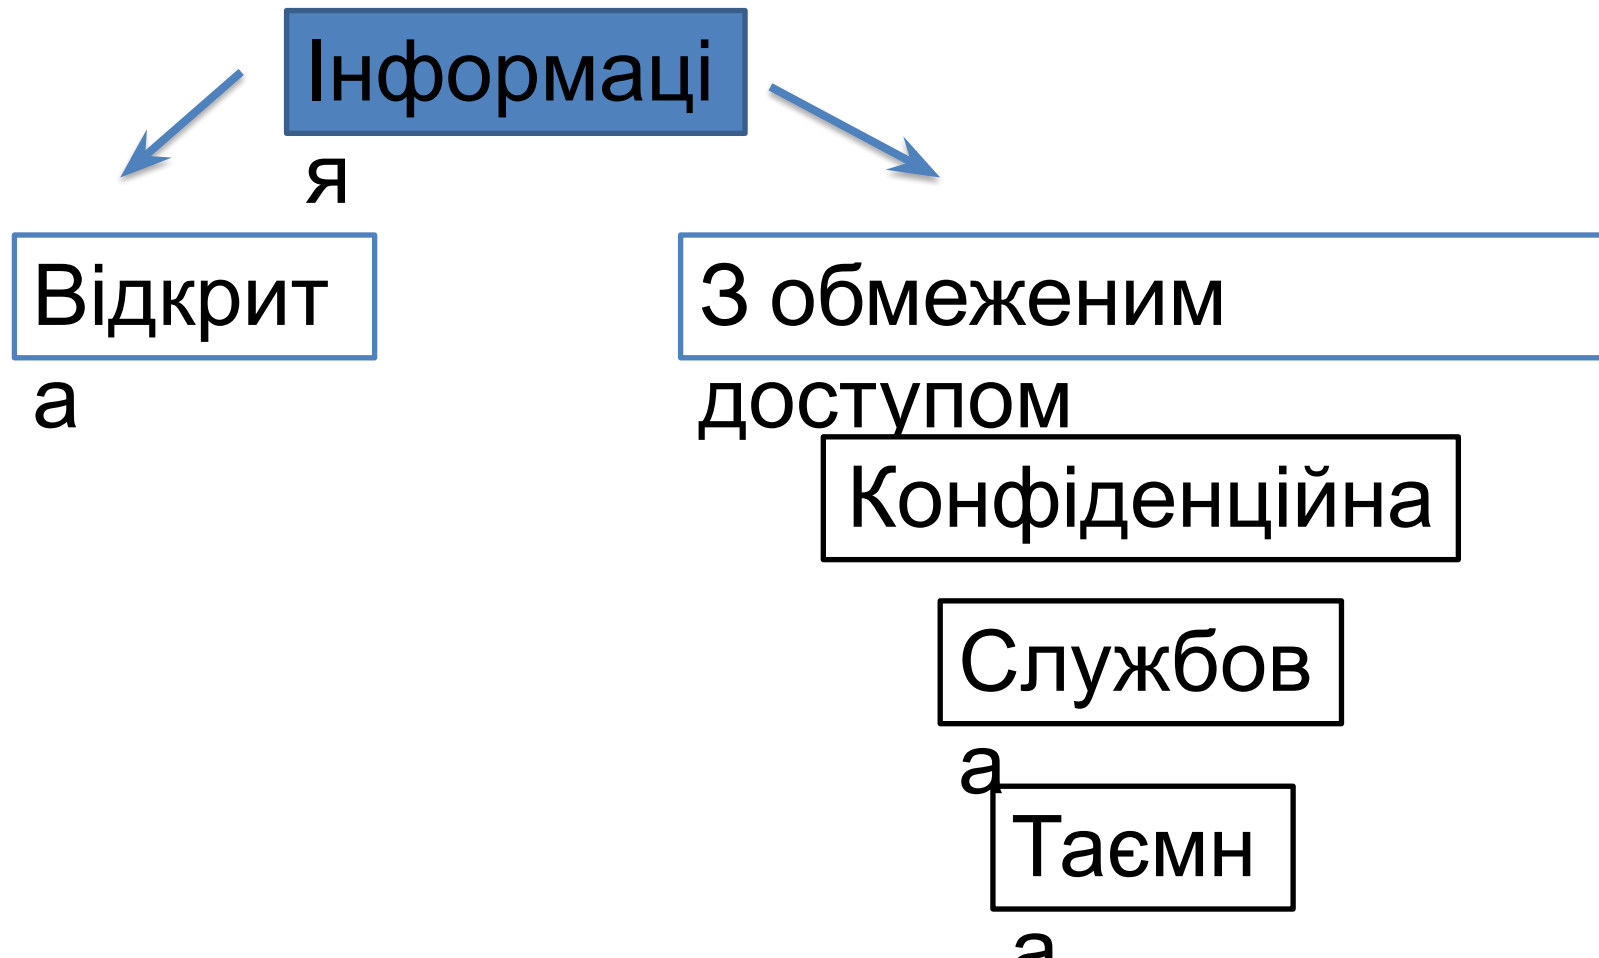 Інформаці
я
Відкрит
а
З обмеженим
доступом
Конфіденційна
Службов
а
Таємн
а